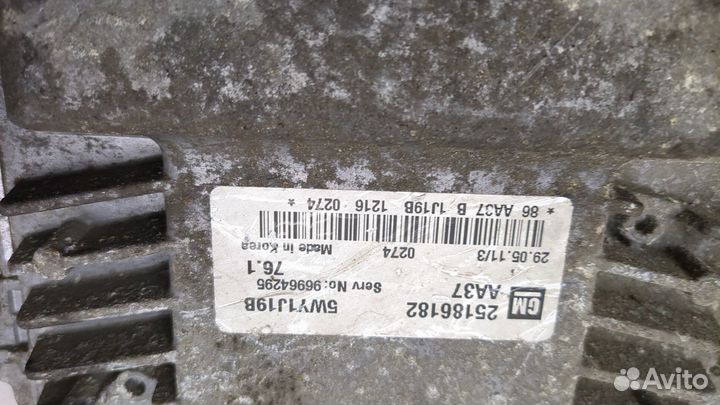 GM 25186182 5WY1J19B
AA37 Serv No: 96964295
76.1
29.05.11/3 0274 Made in Korea
* 86 AA37 B 1J19B 1216 0274 *
Avito